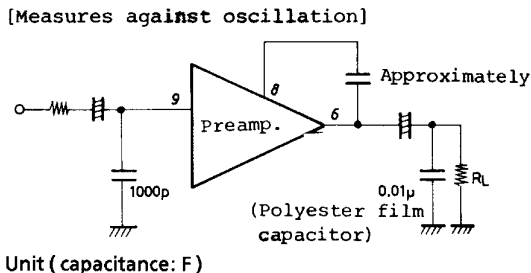 [Measures against oscillation]
8
Approximately
9
6
Preamp.
1000p
0.01μ
RL
(Polyester film
capacitor)
Unit (capacitance: F)